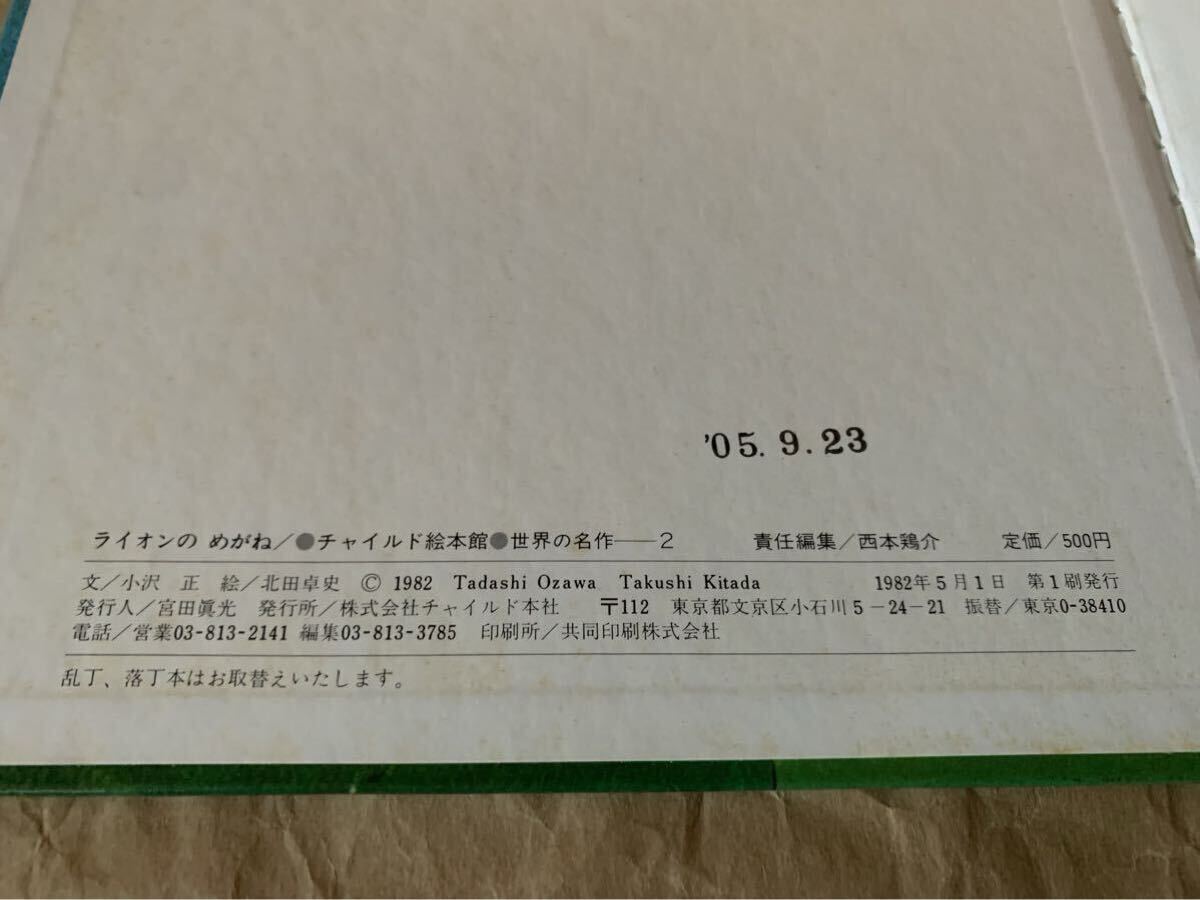 '05.9.23
ライオンの めがね/●チャイルド絵本館●世界の名作――2 責任編集/西本鶏介 定価/500円
文/小沢 正 絵/北田卓史 © 1982 Tadashi Ozawa Takushi Kitada 1982年5月1日 第1刷発行
発行人/宮田眞光 発行所/株式会社チャイルド本社 〒112 東京都文京区小石川5-24-21 振替/東京0-38410
電話/営業03-813-2141 編集03-813-3785 印刷所/共同印刷株式会社
乱丁、落丁本はお取替えいたします。